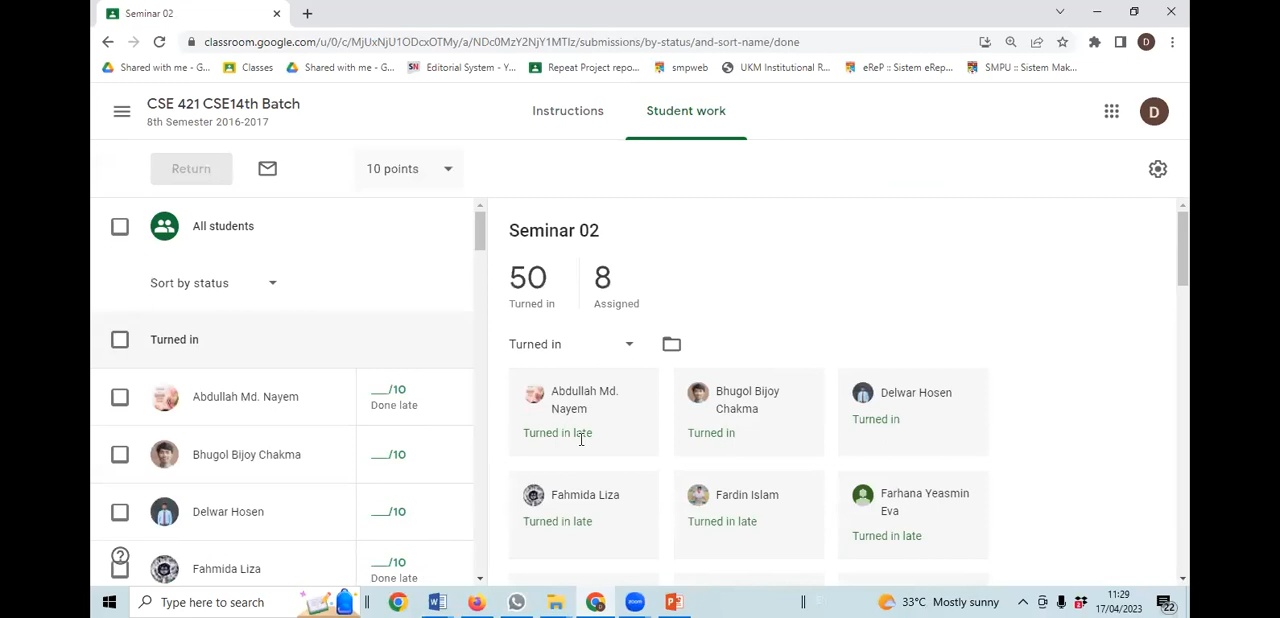 Seminar 02
classroom.google.com/u/0/c/MjUxNjU1ODcxOTMy/a/NDc0MzY2NjY1MTIz/submissions/by-status/and-sort-name/done
D
Shared with me - G...
Classes
Shared with me - G...
SN Editorial System - Y...
Repeat Project repo...
smpweb
UKM Institutional R...
eReP :: Sistem eRep...
SMPU :: Sistem Mak...
CSE 421 CSE14th Batch
8th Semester 2016-2017
Instructions
Student work
D
Return
10 points
All students
Sort by status
Turned in
Abdullah Md. Nayem
__/10
Done late
Bhugol Bijoy Chakma
__/10
Delwar Hosen
__/10
Fahmida Liza
__/10
Done late
Seminar 02
50
Turned in
8
Assigned
Turned in
Abdullah Md.
Nayem
Turned in late
Bhugol Bijoy
Chakma
Turned in
Delwar Hosen
Turned in
Fahmida Liza
Turned in late
Fardin Islam
Turned in late
Farhana Yeasmin
Eva
Turned in late
Type here to search
zoom
33°C Mostly sunny
11:29
17/04/2023
22